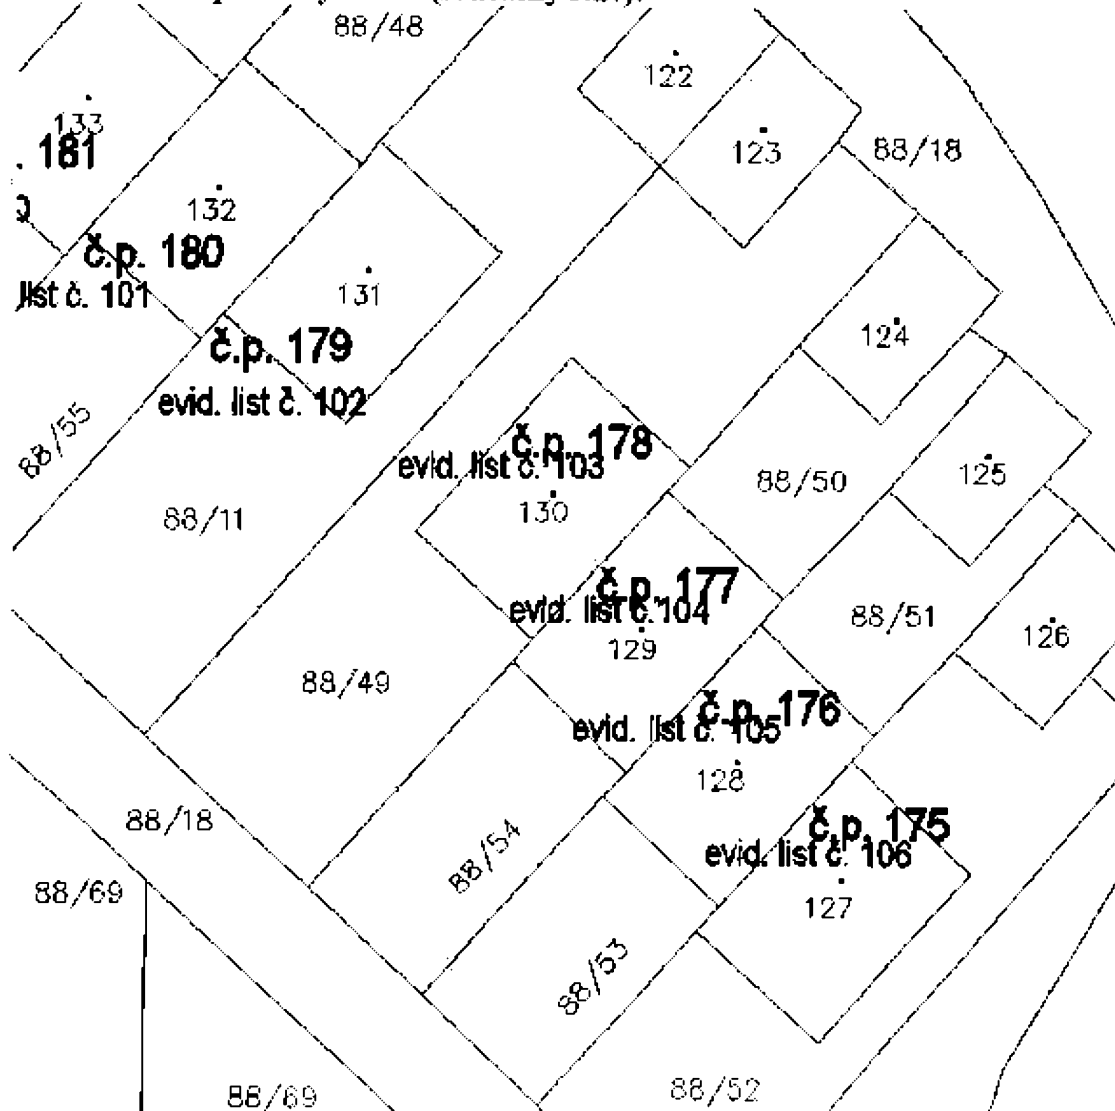 88/48
122
133
. 181
123
88/18
132
č.p. 180
list č. 101
131
124
č.p. 179
evid. list č. 102
88/55
č.p. 178
evid. list č. 103
125
88/50
130
88/11
č.p. 177
evid. list č. 104
88/51
126
129
88/49
č.p. 176
evid. list č. 105
128
88/18
č.p. 175
evid. list č. 106
88/54
88/69
127
88/53
88/69
88/52